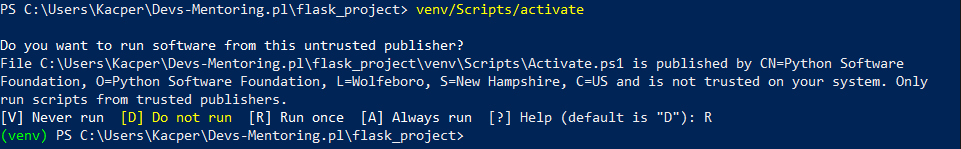 PS C:\Users\Kacper\Devs-Mentoring.pl\flask_project> venv/Scripts/activate
Do you want to run software from this untrusted publisher?
File C:\Users\Kacper\Devs-Mentoring.pl\flask_project\venv\Scripts\Activate.ps1 is published by CN=Python Software
Foundation, O=Python Software Foundation, L=Wolfeboro, S=New Hampshire, C=US and is not trusted on your system. Only
run scripts from trusted publishers.
[V] Never run  [D] Do not run  [R] Run once  [A] Always run  [?] Help (default is "D"): R
(venv) PS C:\Users\Kacper\Devs-Mentoring.pl\flask_project>